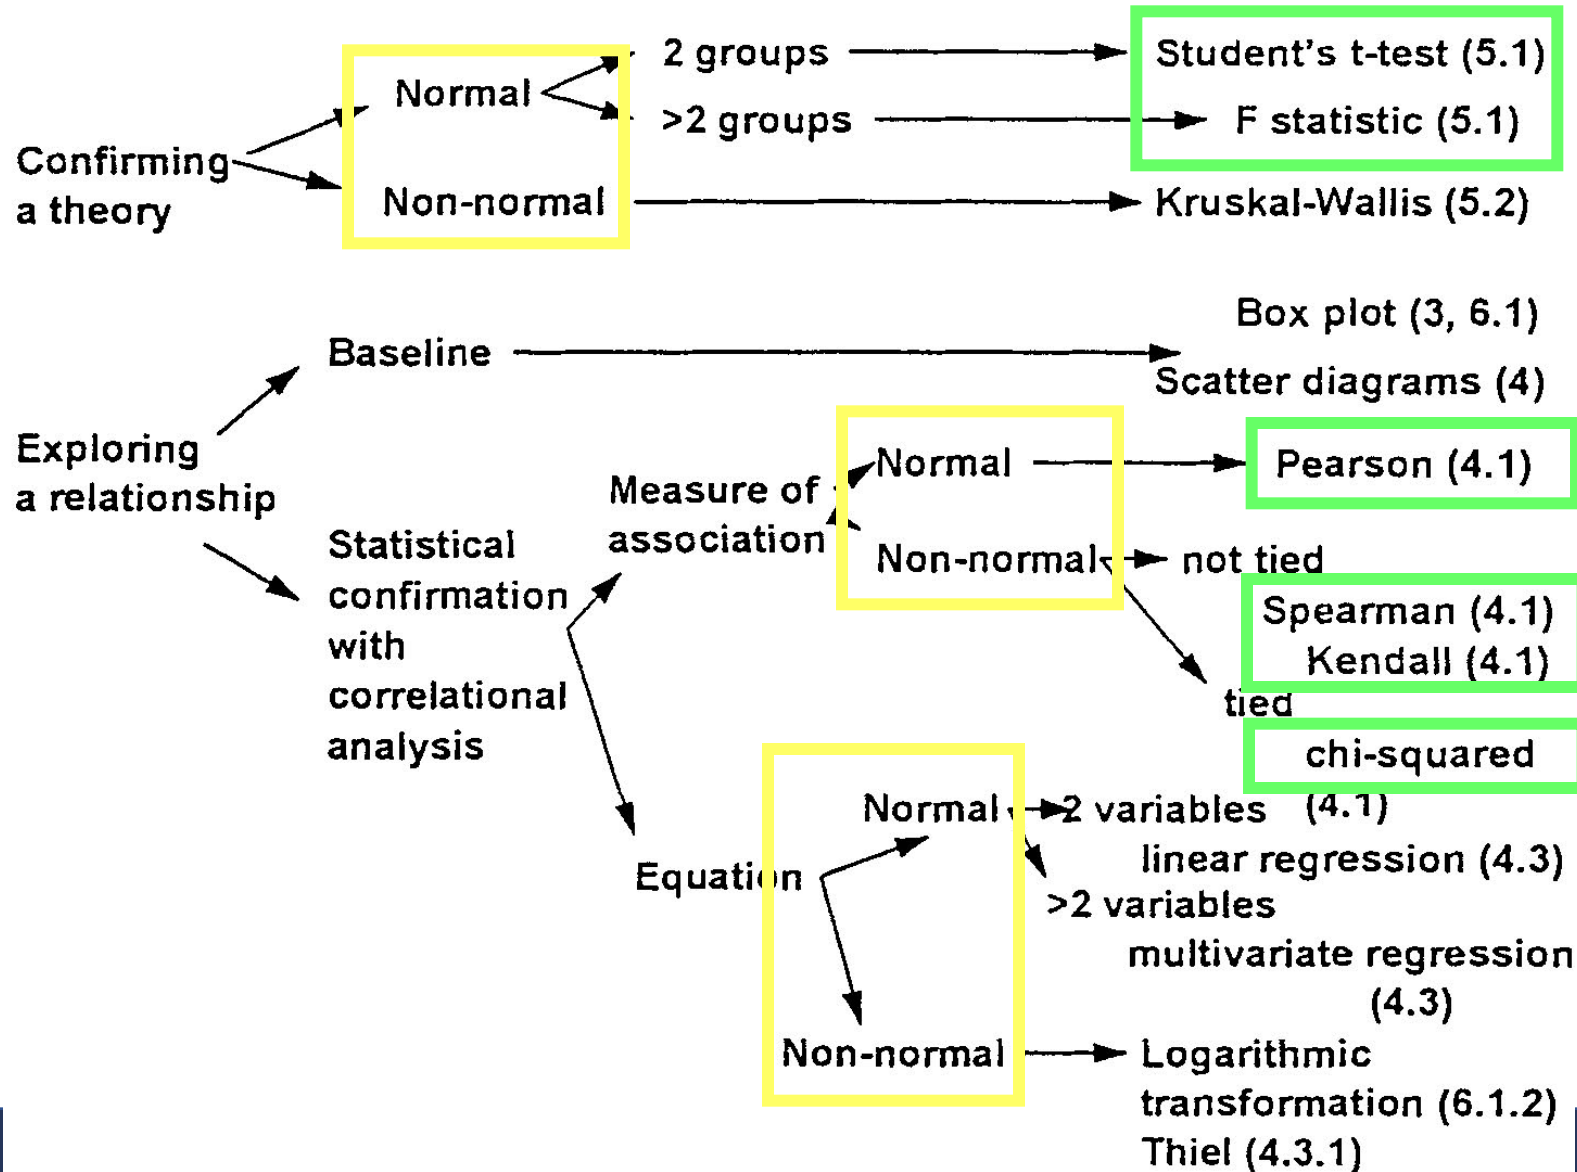 2 groups
Student's t-test (5.1)
Normal
>2 groups
F statistic (5.1)
Confirming
a theory
Non-normal
Kruskal-Wallis (5.2)
Box plot (3, 6.1)
Baseline
Scatter diagrams (4)
Exploring
a relationship
Normal
Pearson (4.1)
Measure of
association
Non-normal
not tied
Spearman (4.1)
Kendall (4.1)
tied
chi-squared
(4.1)
Statistical
confirmation
with
correlational
analysis
Normal
2 variables
linear regression (4.3)
Equation
>2 variables
multivariate regression
(4.3)
Non-normal
Logarithmic
transformation (6.1.2)
Thiel (4.3.1)